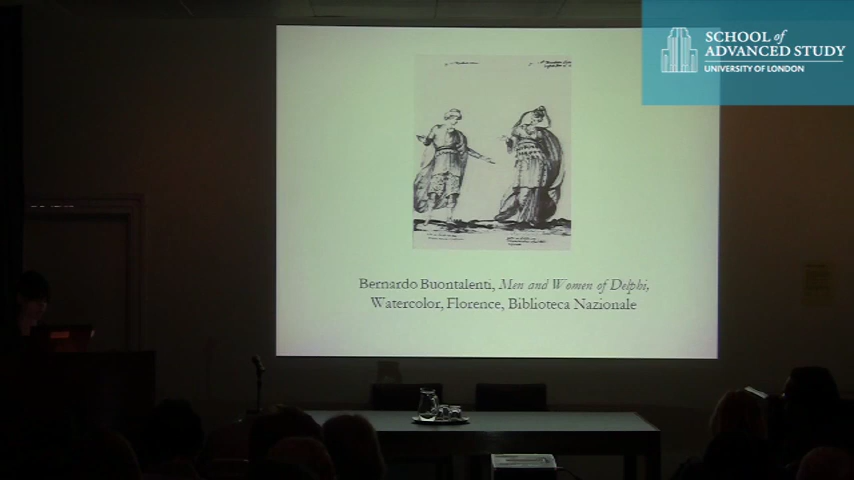 SCHOOL of
ADVANCED STUDY
UNIVERSITY OF LONDON
Bernardo Buontalenti, Men and Women of Delphi,
Watercolor, Florence, Biblioteca Nazionale